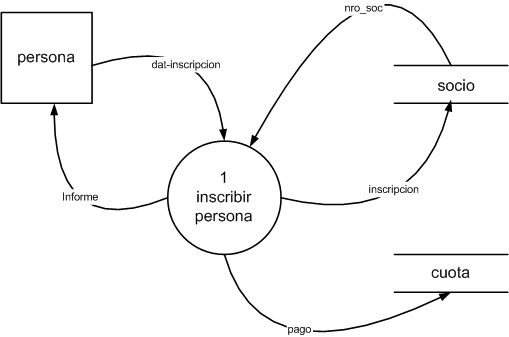 nro_soc
persona
dat-inscripcion
socio
1
inscribir
persona
Informe
inscripcion
cuota
pago